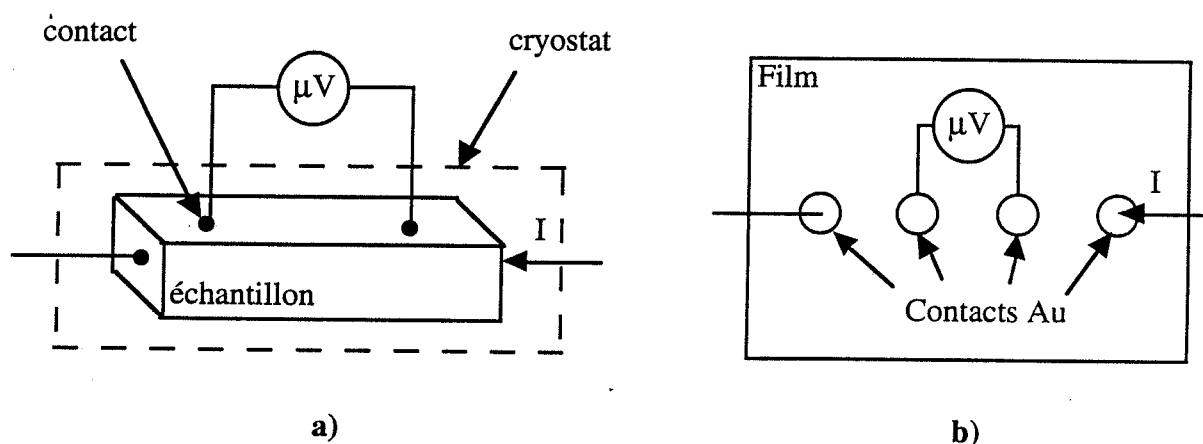 contact
cryostat
µV
I
échantillon
a)
Film
µV
I
Contacts Au
b)